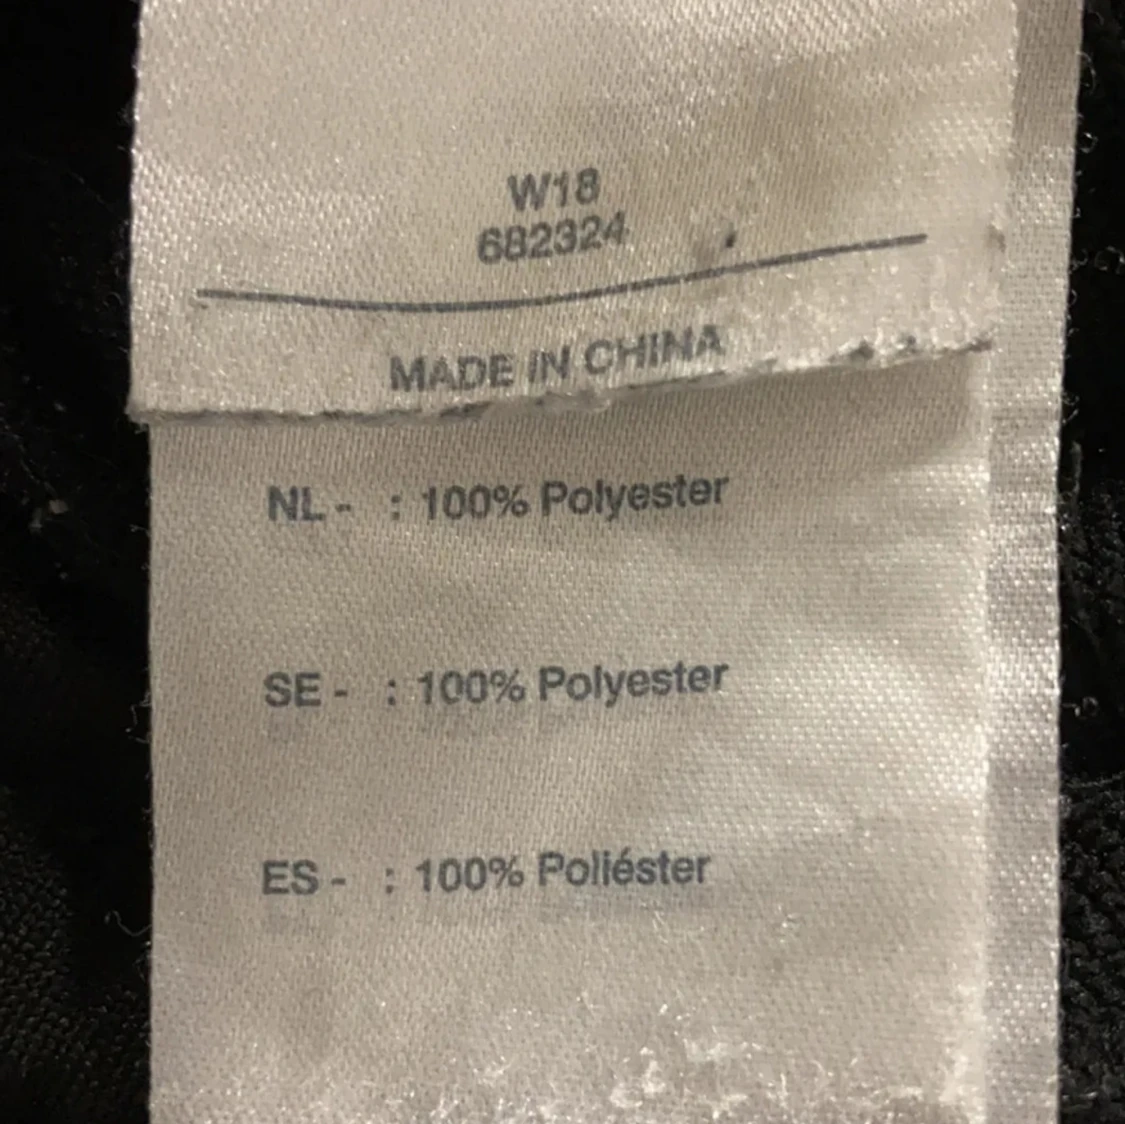 W18
682324
MADE IN CHINA
NL - : 100% Polyester
SE - : 100% Polyester
ES - : 100% Poliéster